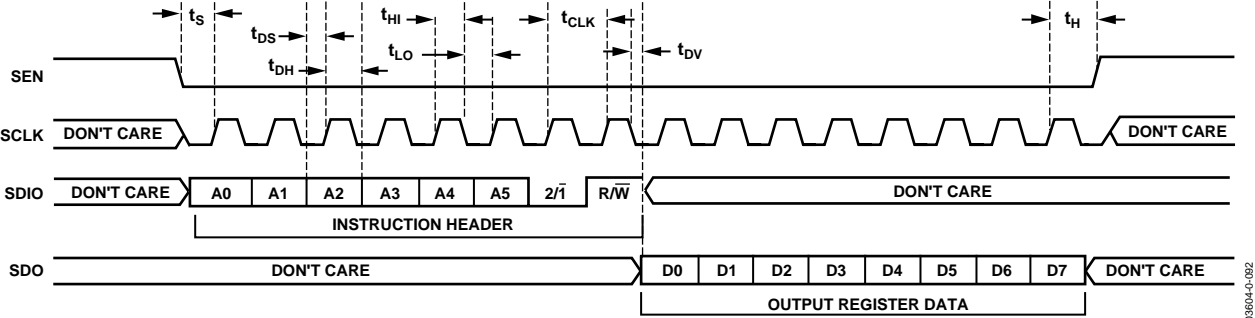 tS
tDS
tDH
tHI
tLO
tCLK
tDV
tH
SEN
SCLK DON'T CARE DON'T CARE
SDIO DON'T CARE A0 A1 A2 A3 A4 A5 2/1̅ R/W̅ DON'T CARE
INSTRUCTION HEADER
SDO DON'T CARE D0 D1 D2 D3 D4 D5 D6 D7 DON'T CARE
OUTPUT REGISTER DATA
03604-0-092